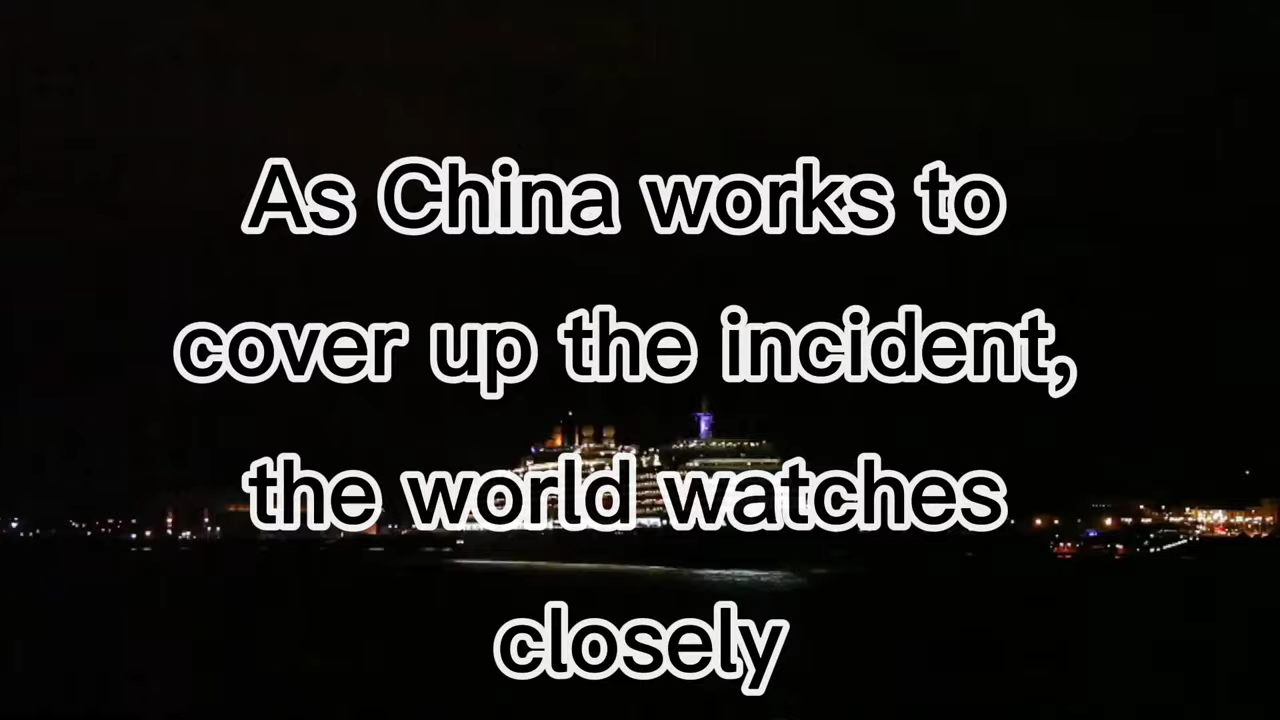 As China works to
cover up the incident,
the world watches
closely